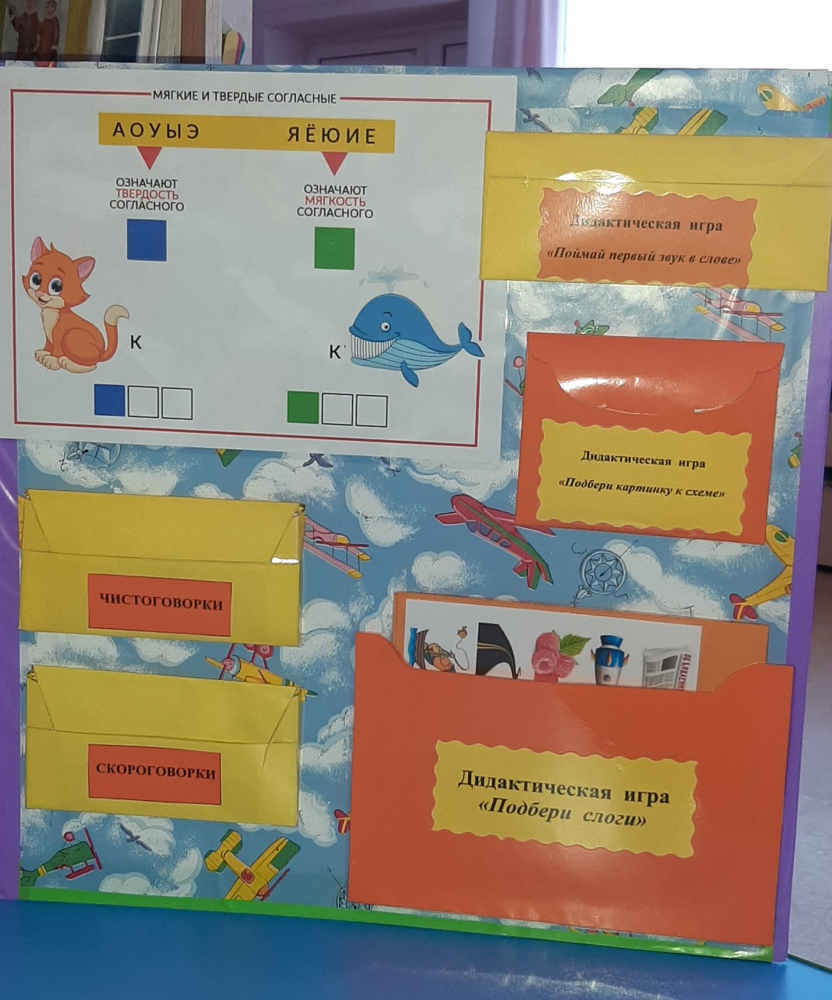 МЯГКИЕ И ТВЕРДЫЕ СОГЛАСНЫЕ
А О У Ы Э
Я Ё Ю И Е
ОЗНАЧАЮТ
ТВЕРДОСТЬ
СОГЛАСНОГО
ОЗНАЧАЮТ
МЯГКОСТЬ
СОГЛАСНОГО
К
К'
Дидактическая игра
«Поймай первый звук в слове»
Дидактическая игра
«Подбери картинку к схеме»
ЧИСТОГОВОРКИ
СКОРОГОВОРКИ
Дидактическая игра
«Подбери слоги»